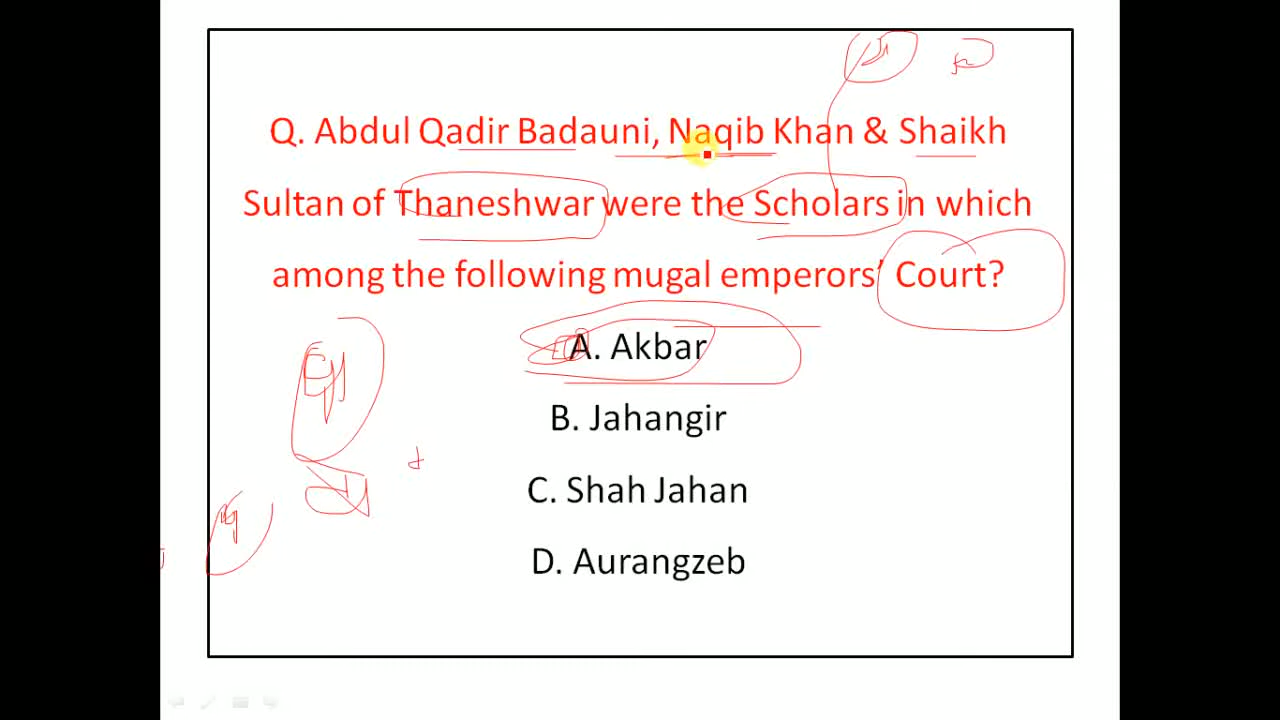 Q. Abdul Qadir Badauni, Naqib Khan & Shaikh
Sultan of Thaneshwar were the Scholars in which
among the following mugal emperors’ Court?
A. Akbar
B. Jahangir
C. Shah Jahan
D. Aurangzeb